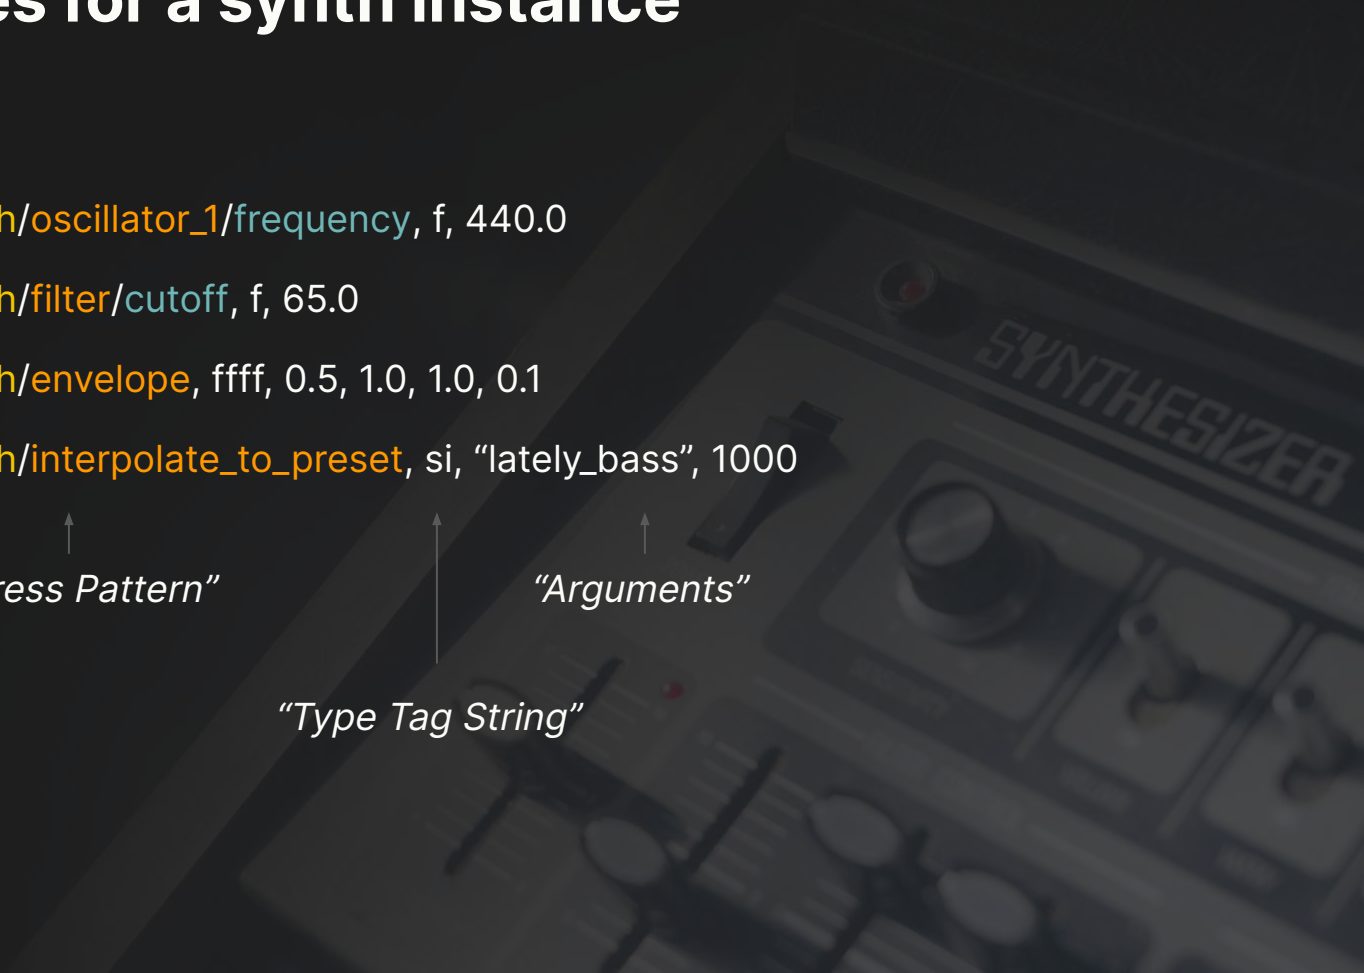 es for a synth instance
h/oscillator_1/frequency, f, 440.0
h/filter/cutoff, f, 65.0
h/envelope, ffff, 0.5, 1.0, 1.0, 0.1
h/interpolate_to_preset, si, “lately_bass”, 1000
ress Pattern”
“Arguments”
“Type Tag String”
SYNTHESIZER